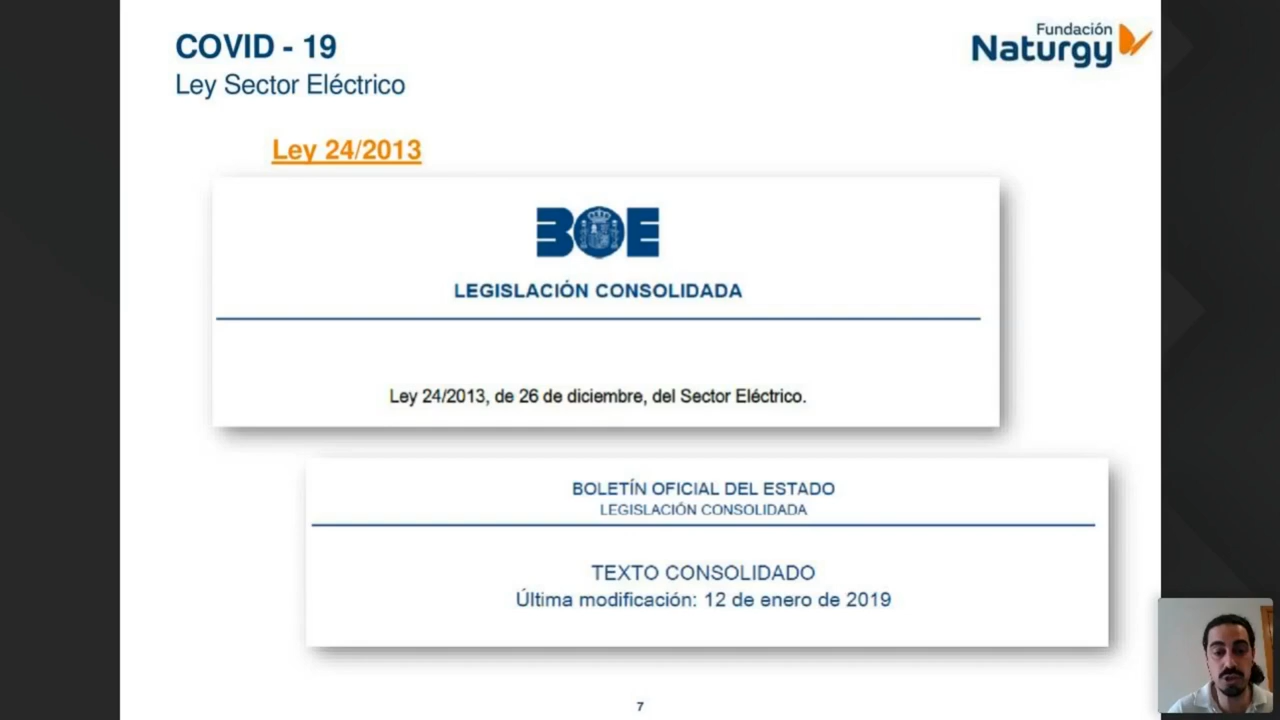 COVID - 19
Ley Sector Eléctrico
Fundación
Naturgy
Ley 24/2013
BOE
LEGISLACIÓN CONSOLIDADA
Ley 24/2013, de 26 de diciembre, del Sector Eléctrico.
BOLETÍN OFICIAL DEL ESTADO
LEGISLACIÓN CONSOLIDADA
TEXTO CONSOLIDADO
Última modificación: 12 de enero de 2019
7